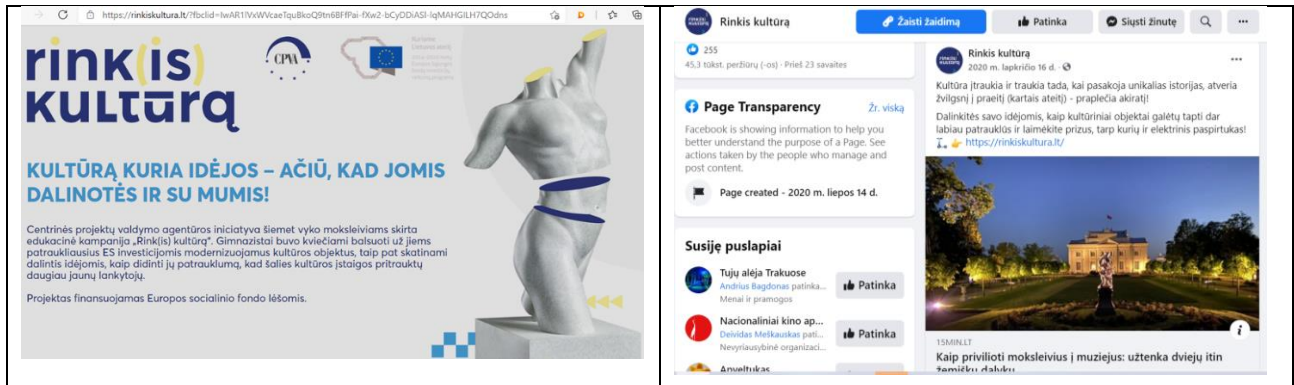 https://rinkiskultura.lt/?fbclid=IwAR1lVxWVcaeTquBkoQ9tn6BFfPai-fXw2-bCyDDiASl-lqMAHGILH7QOdns
rink(is)
kultūrą
CPVA
KULTŪRĄ KURIA IDĖJOS – AČIŪ, KAD JOMIS
DALINOTĖS IR SU MUMIS!
Centrinės projektų valdymo agentūros iniciatyva šiemet vyko moksleiviams skirta
edukacinė kampanija „Rink(is) kultūrą“. Gimnazistai buvo kviečiami balsuoti už jiems
patraukliausius ES investicijomis modernizuojamus kultūros objektus, taip pat skatinami
dalintis idėjomis, kaip didinti jų patrauklumą, kad šalies kultūros įstaigos pritrauktų
daugiau jaunų lankytojų.
Projektas finansuojamas Europos socialinio fondo lėšomis.
Rinkis kultūrą
Žaisti žaidimą
Patinka
Siųsti žinutę
255
45,3 tūkst. peržiūrų (-os) · Prieš 23 savaites
Page Transparency
Žr. viską
Facebook is showing information to help you
better understand the purpose of a Page. See
actions taken by the people who manage and
post content.
Page created - 2020 m. liepos 14 d.
Susiję puslapiai
Tujų alėja Trakuose
Andrius Bagdonas patinka...
Menai ir pramogos
Patinka
Nacionaliniai kino ap...
Deividas Meškauskas pati...
Nevyriausybinė organizaci...
Patinka
Anveltukas
Rinkis kultūrą
2020 m. lapkričio 16 d.
Kultūra įtraukia ir traukia tada, kai pasakoja unikalias istorijas, atveria
žvilgsnį į praeitį (kartais ateitį) - praplečia akiratį!
Dalinkitės savo idėjomis, kaip kultūriniai objektai galėtų tapti dar
labiau patrauklūs ir laimėkite prizus, tarp kurių ir elektrinis paspirtukas!
https://rinkiskultura.lt/
15MIN.LT
Kaip privilioti moksleivius į muziejus: užtenka dviejų itin
žemiškų dalykų